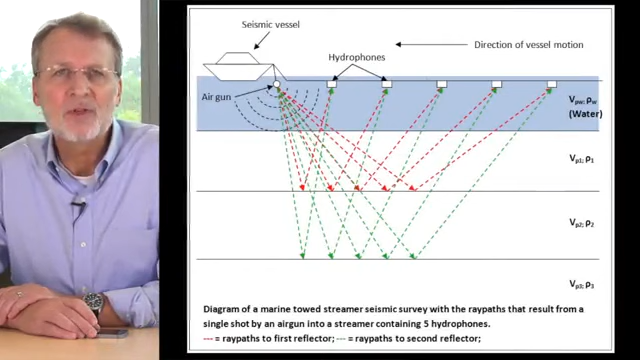 Seismic vessel
Hydrophones
Direction of vessel motion
Air gun
Vpw; ρw
(Water)
Vp1; ρ1
Vp2; ρ2
Vp3; ρ3
Diagram of a marine towed streamer seismic survey with the raypaths that result from a
single shot by an airgun into a streamer containing 5 hydrophones.
--- = raypaths to first reflector; --- = raypaths to second reflector;